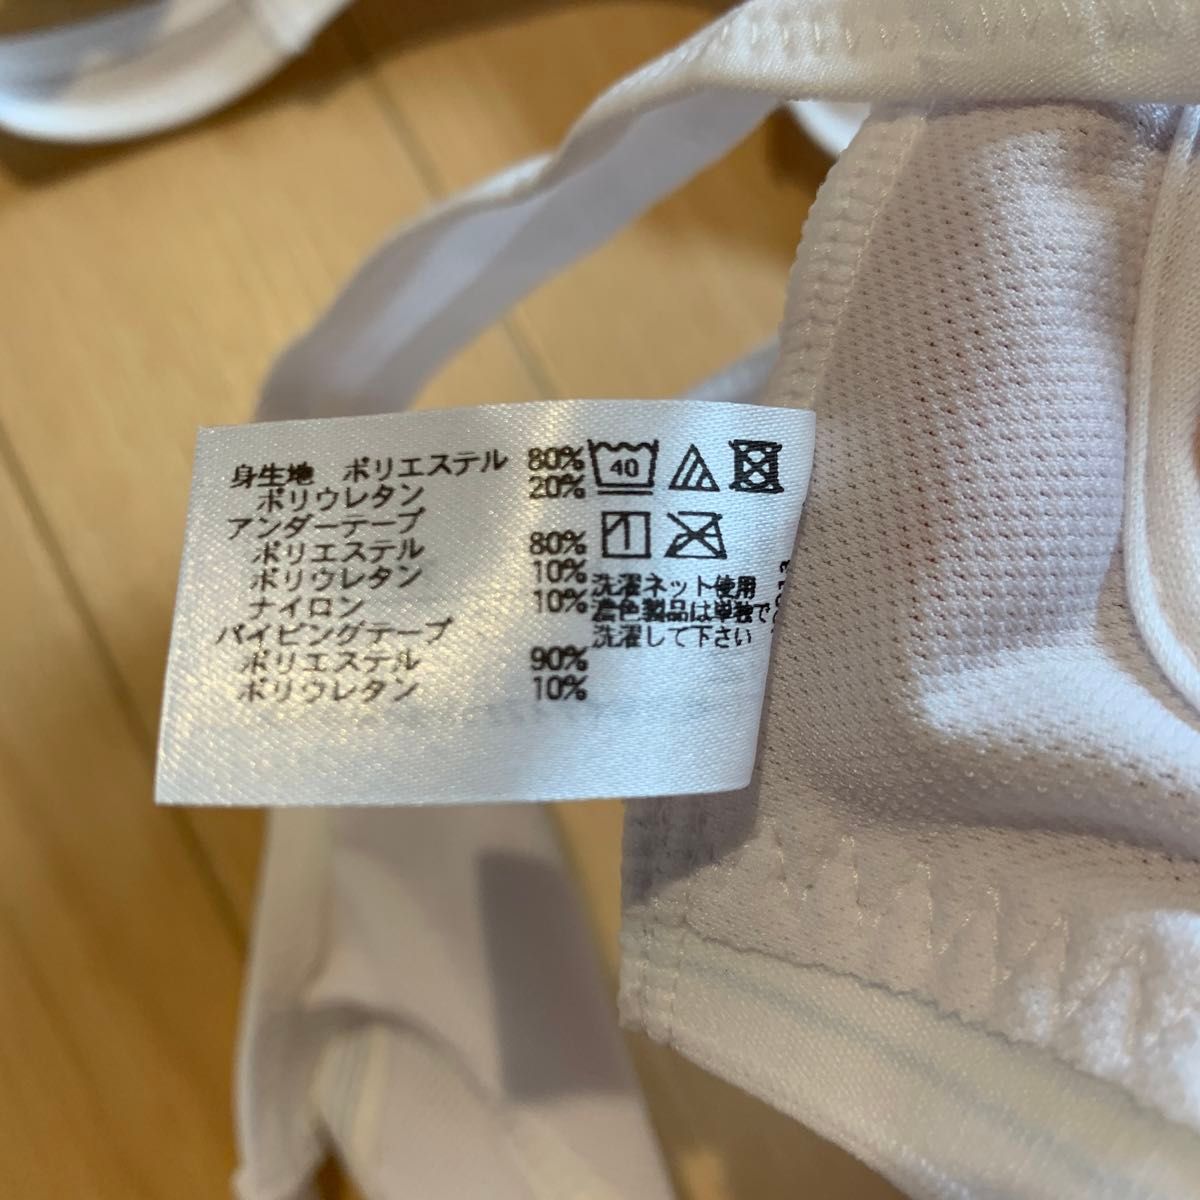 身生地 ポリエステル 80%
ポリウレタン 20%
アンダーテープ
ポリエステル 80%
ポリウレタン 10%
ナイロン 10%
パイピングテープ
ポリエステル 90%
ポリウレタン 10%
40
洗濯ネット使用
濃色製品は単独で
洗濯して下さい